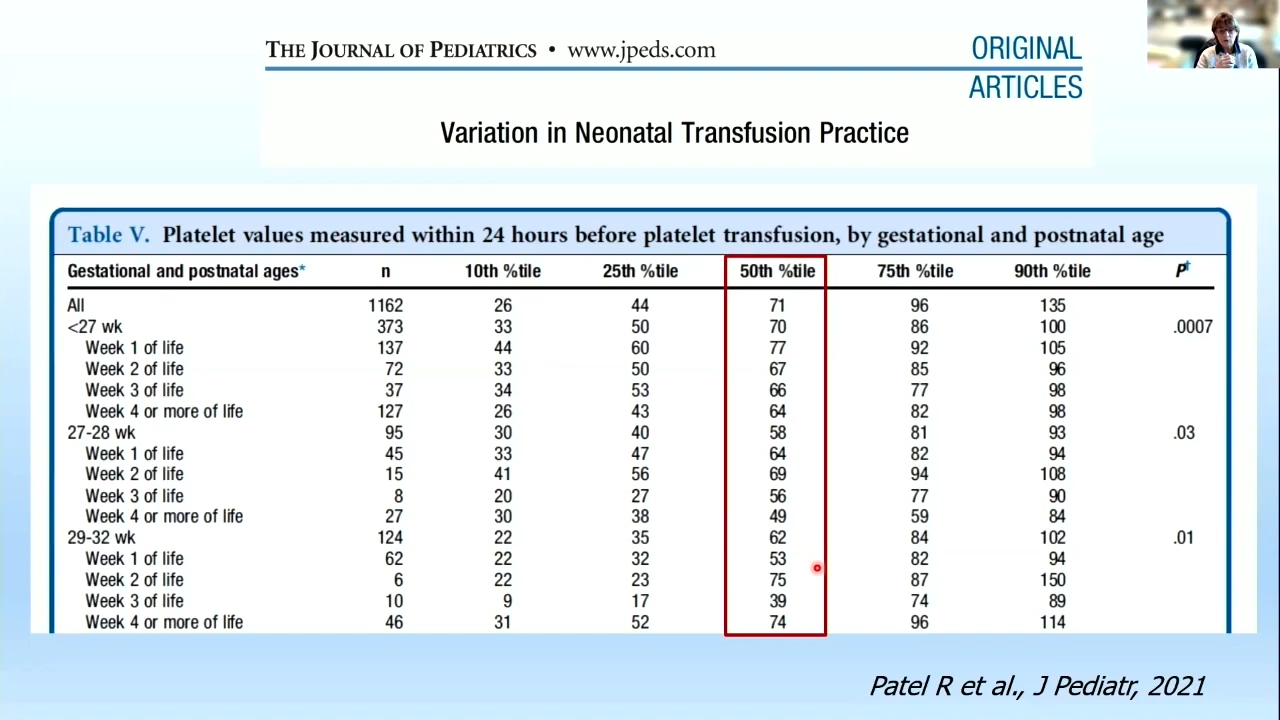 THE JOURNAL OF PEDIATRICS • www.jpeds.com
ORIGINAL
ARTICLES
Variation in Neonatal Transfusion Practice
Table V. Platelet values measured within 24 hours before platelet transfusion, by gestational and postnatal age
Gestational and postnatal ages* n 10th %tile 25th %tile 50th %tile 75th %tile 90th %tile P†
All 1162 26 44 71 96 135
<27 wk 373 33 50 70 86 100 .0007
Week 1 of life 137 44 60 77 92 105
Week 2 of life 72 33 50 67 85 96
Week 3 of life 37 34 53 66 77 98
Week 4 or more of life 127 26 43 64 82 98
27-28 wk 95 30 40 58 81 93 .03
Week 1 of life 45 33 47 64 82 94
Week 2 of life 15 41 56 69 94 108
Week 3 of life 8 20 27 56 77 90
Week 4 or more of life 27 30 38 49 59 84
29-32 wk 124 22 35 62 84 102 .01
Week 1 of life 62 22 32 53 82 94
Week 2 of life 6 22 23 75 87 150
Week 3 of life 10 9 17 39 74 89
Week 4 or more of life 46 31 52 74 96 114
Patel R et al., J Pediatr, 2021